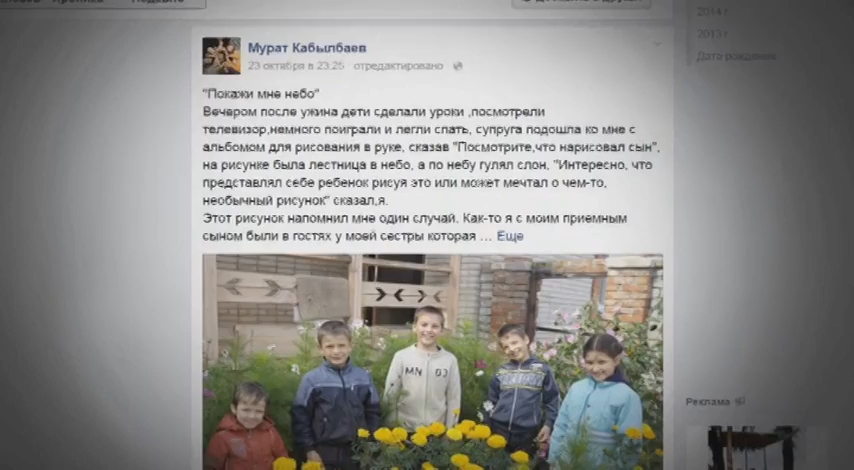 Хроника
Недавно
2014 г
2013 г
Дата рождения
Мурат Кабылбаев
23 октября в 23:25 отредактировано
"Покажи мне небо"
Вечером после ужина дети сделали уроки ,посмотрели
телевизор,немного поиграли и легли спать, супруга подошла ко мне с
альбомом для рисования в руке, сказав "Посмотрите,что нарисовал сын",
на рисунке была лестница в небо, а по небу гулял слон, "Интересно, что
представлял себе ребенок рисуя это или может мечтал о чем-то,
необычный рисунок" сказал,я.
Этот рисунок напомнил мне один случай. Как-то я с моим приемным
сыном были в гостях у моей сестры которая ... Еще
Реклама